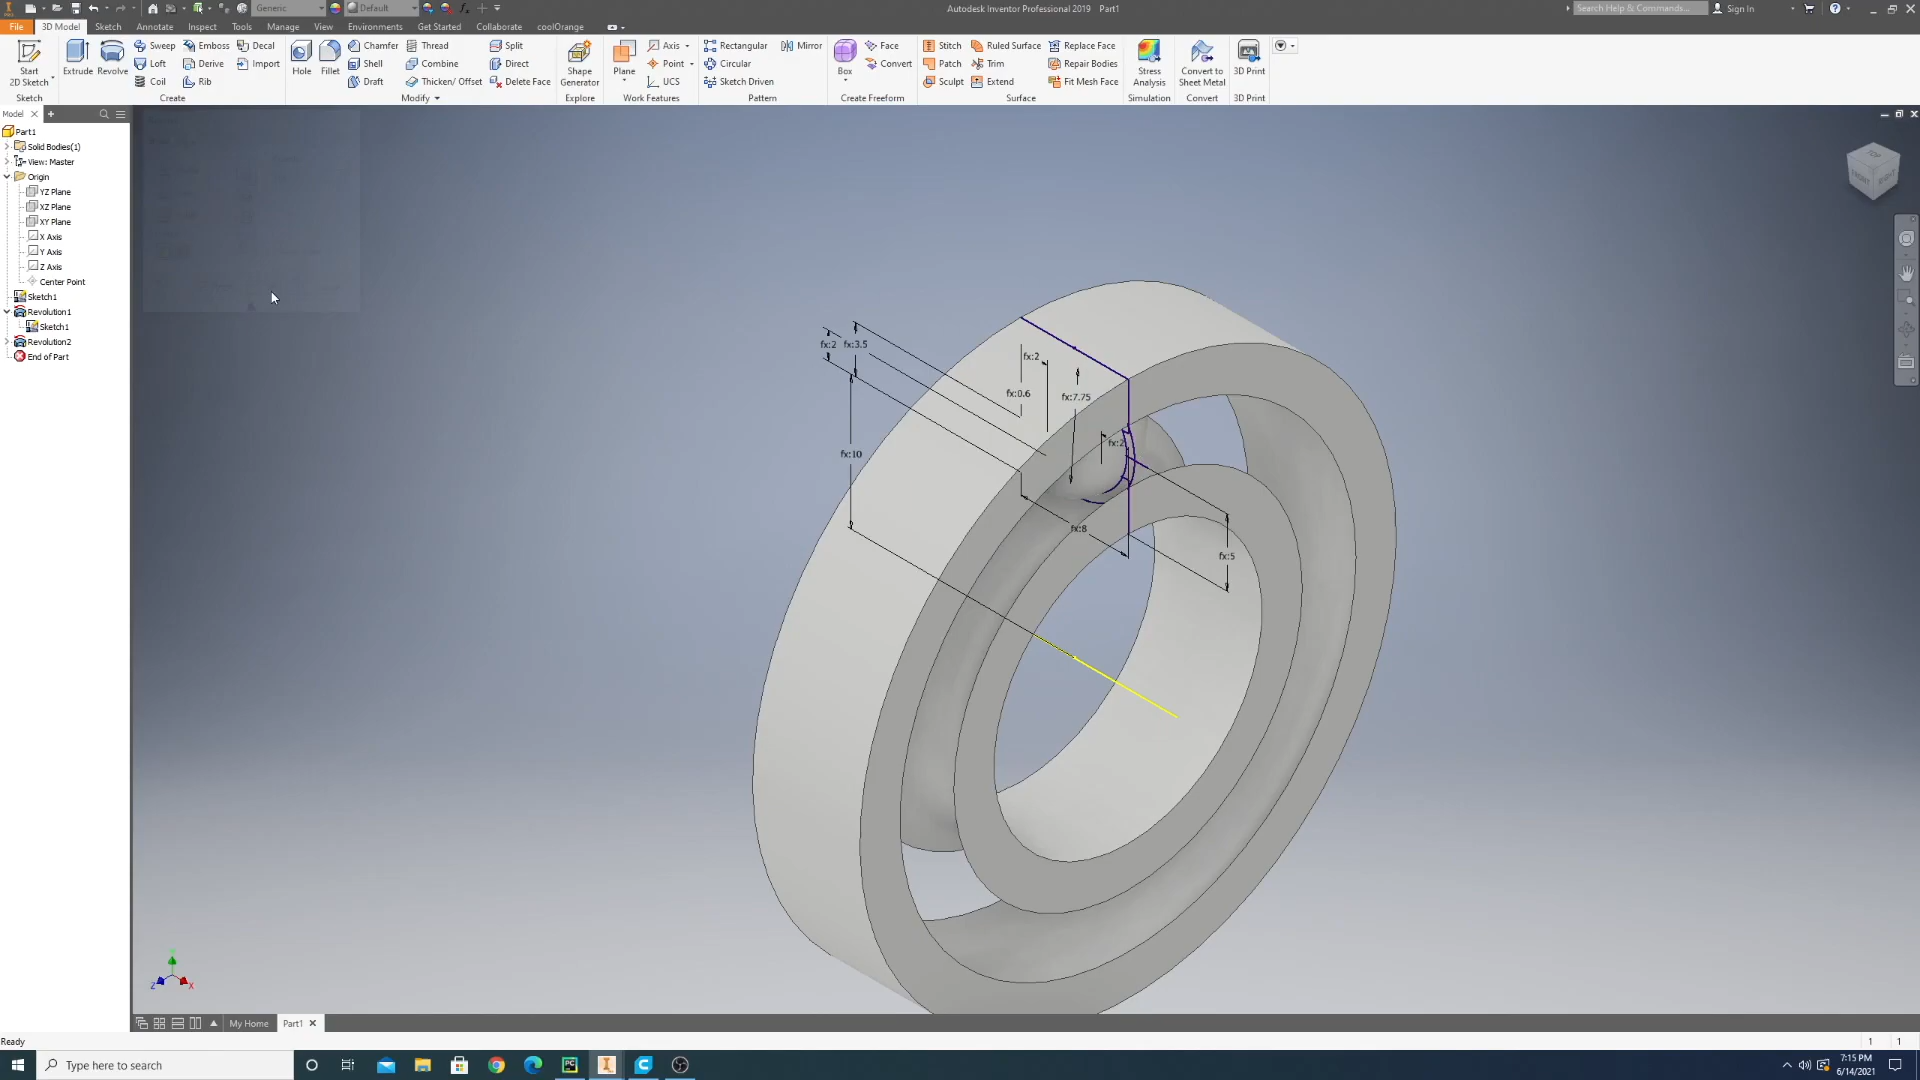 Generic
Default
Autodesk Inventor Professional 2019 Part1
Search Help & Commands...
Sign In
File
3D Model
Sketch
Annotate
Inspect
Tools
Manage
View
Environments
Get Started
Collaborate
coolOrange
Start
2D Sketch
Sketch
Extrude
Revolve
Sweep
Loft
Coil
Emboss
Derive
Rib
Decal
Import
Create
Hole
Fillet
Chamfer
Shell
Draft
Thread
Combine
Thicken/ Offset
Split
Direct
Delete Face
Modify
Shape
Generator
Explore
Plane
Axis
Point
UCS
Work Features
Rectangular
Circular
Sketch Driven
Mirror
Pattern
Box
Face
Convert
Create Freeform
Stitch
Patch
Sculpt
Ruled Surface
Trim
Extend
Replace Face
Repair Bodies
Fit Mesh Face
Surface
Stress
Analysis
Simulation
Convert to
Sheet Metal
Convert
3D Print
3D Print
Model
Part1
Solid Bodies(1)
View: Master
Origin
YZ Plane
XZ Plane
XY Plane
X Axis
Y Axis
Z Axis
Center Point
Sketch1
Revolution1
Sketch1
Revolution2
End of Part
TOP
FRONT
RIGHT
fx:2
fx:3.5
fx:2
fx:0.6
fx:7.75
fx:2
fx:10
fx:8
fx:5
Z
X
My Home
Part1
Ready
1
1
Type here to search
7:15 PM
6/14/2021